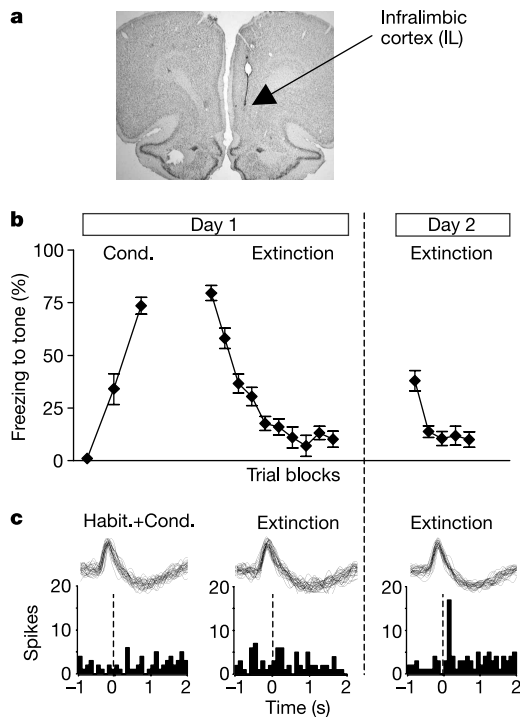 a
Infralimbic
cortex (IL)
b
Day 1
Day 2
Cond.
Extinction
Extinction
Freezing to tone (%)
100
75
50
25
0
Trial blocks
c
Habit.+Cond.
Extinction
Extinction
Spikes
20
10
0
20
10
0
20
10
0
–1 0 1 2
–1 0 1 2
–1 0 1 2
Time (s)